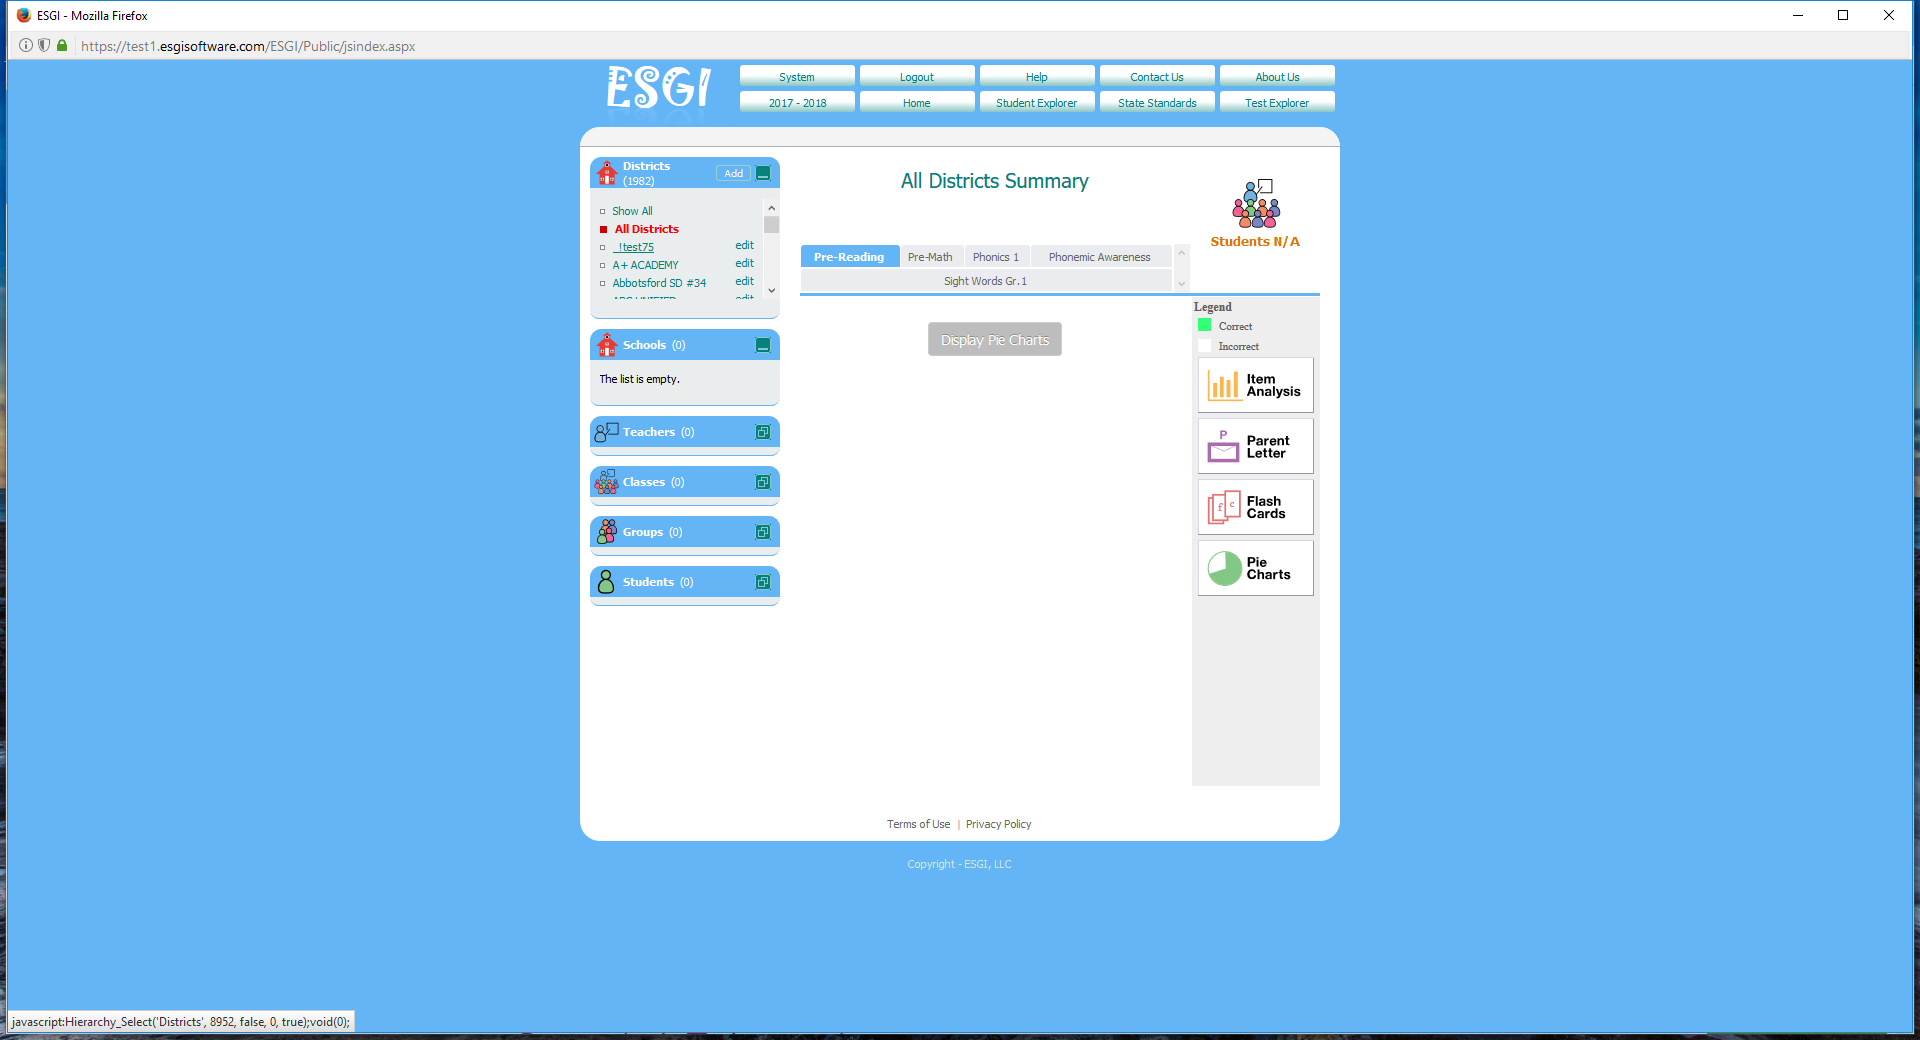 ESGI - Mozilla Firefox
https://test1.esgisoftware.com/ESGI/Public/jsindex.aspx
ESGI
System
Logout
Help
Contact Us
About Us
2017 - 2018
Home
Student Explorer
State Standards
Test Explorer
Districts
(1982)
Add
Show All
All Districts
_!test75
edit
A+ ACADEMY
edit
Abbotsford SD #34
edit
ABC UNIFIED
edit
Schools (0)
The list is empty.
Teachers (0)
Classes (0)
Groups (0)
Students (0)
All Districts Summary
Students N/A
Pre-Reading
Pre-Math
Phonics 1
Phonemic Awareness
Sight Words Gr.1
Display Pie Charts
Legend
Correct
Incorrect
Item
Analysis
P
Parent
Letter
f c
Flash
Cards
Pie
Charts
Terms of Use | Privacy Policy
Copyright - ESGI, LLC
javascript:Hierarchy_Select('Districts', 8952, false, 0, true);void(0);